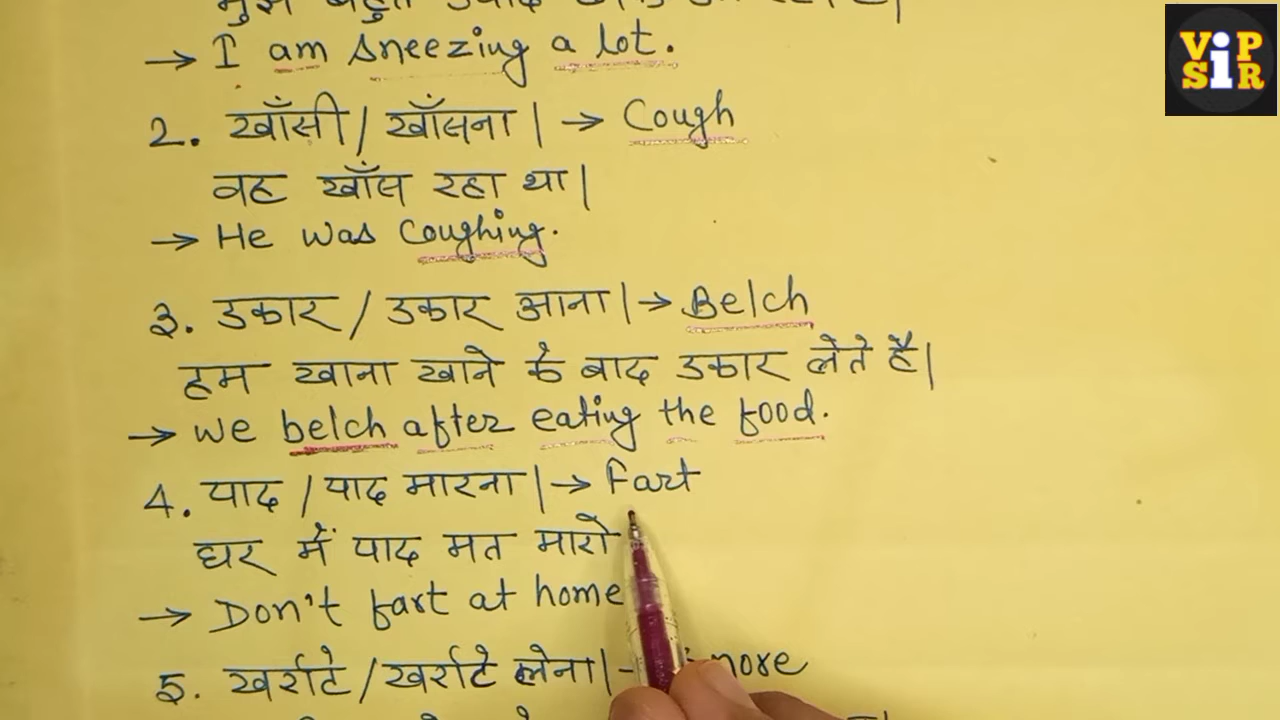 → I am sneezing a lot.
2. खाँसी / खाँसना | → Cough
वह खाँस रहा था |
→ He was Coughing.
3. डकार / डकार आना | → Belch
हम खाना खाने के बाद डकार लेते है |
→ we belch after eating the food.
4. पाद / पाद मारना | → Fart
घर में पाद मत मारो
→ Don't fart at home
5. खर्राटे / खर्राटे लेना |
ViP
SiR